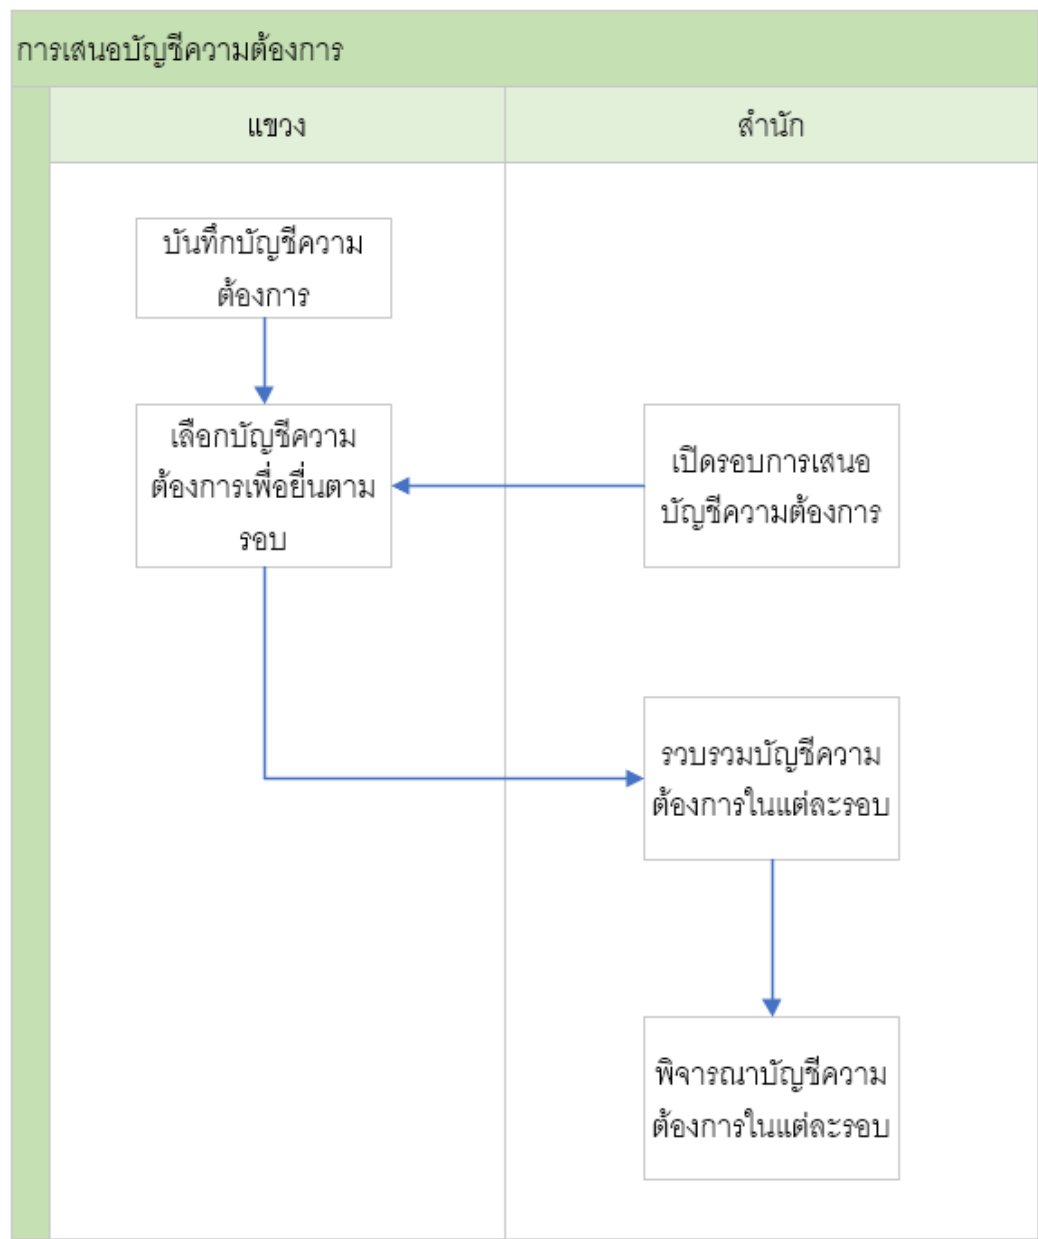 การเสนอบัญชีความต้องการ
แขวง
สำนัก
บันทึกบัญชีความ
ต้องการ
เลือกบัญชีความ
ต้องการเพื่อยื่นตาม
รอบ
เปิดรอบการเสนอ
บัญชีความต้องการ
รวบรวมบัญชีความ
ต้องการในแต่ละรอบ
พิจารณาบัญชีความ
ต้องการในแต่ละรอบ